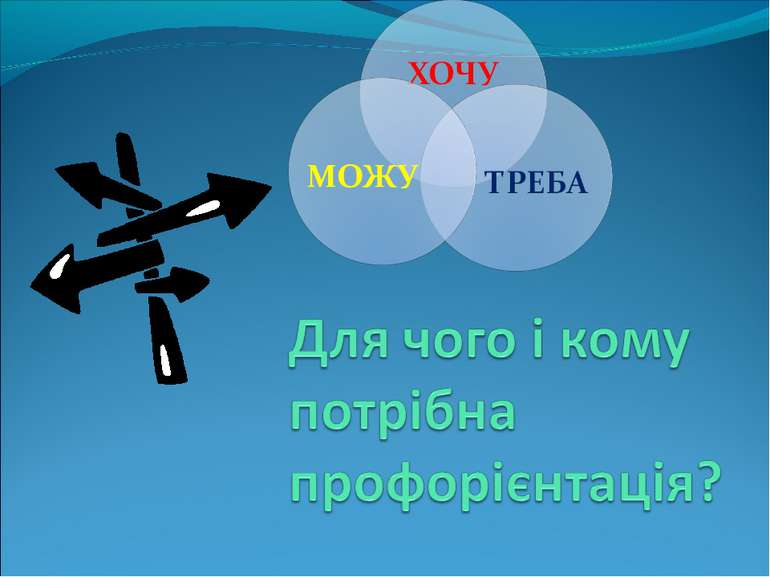 ХОЧУ
МОЖУ
ТРЕБА
Для чого і кому
потрібна
профорієнтація?